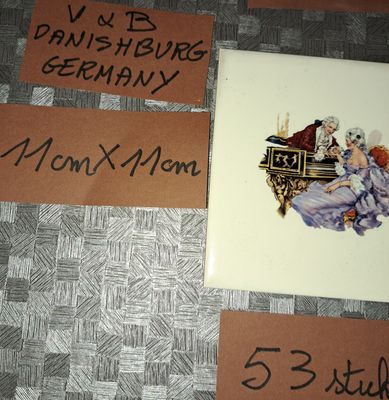 V & B
DANISHBURG
GERMANY
11cm X 11cm
53 stuk